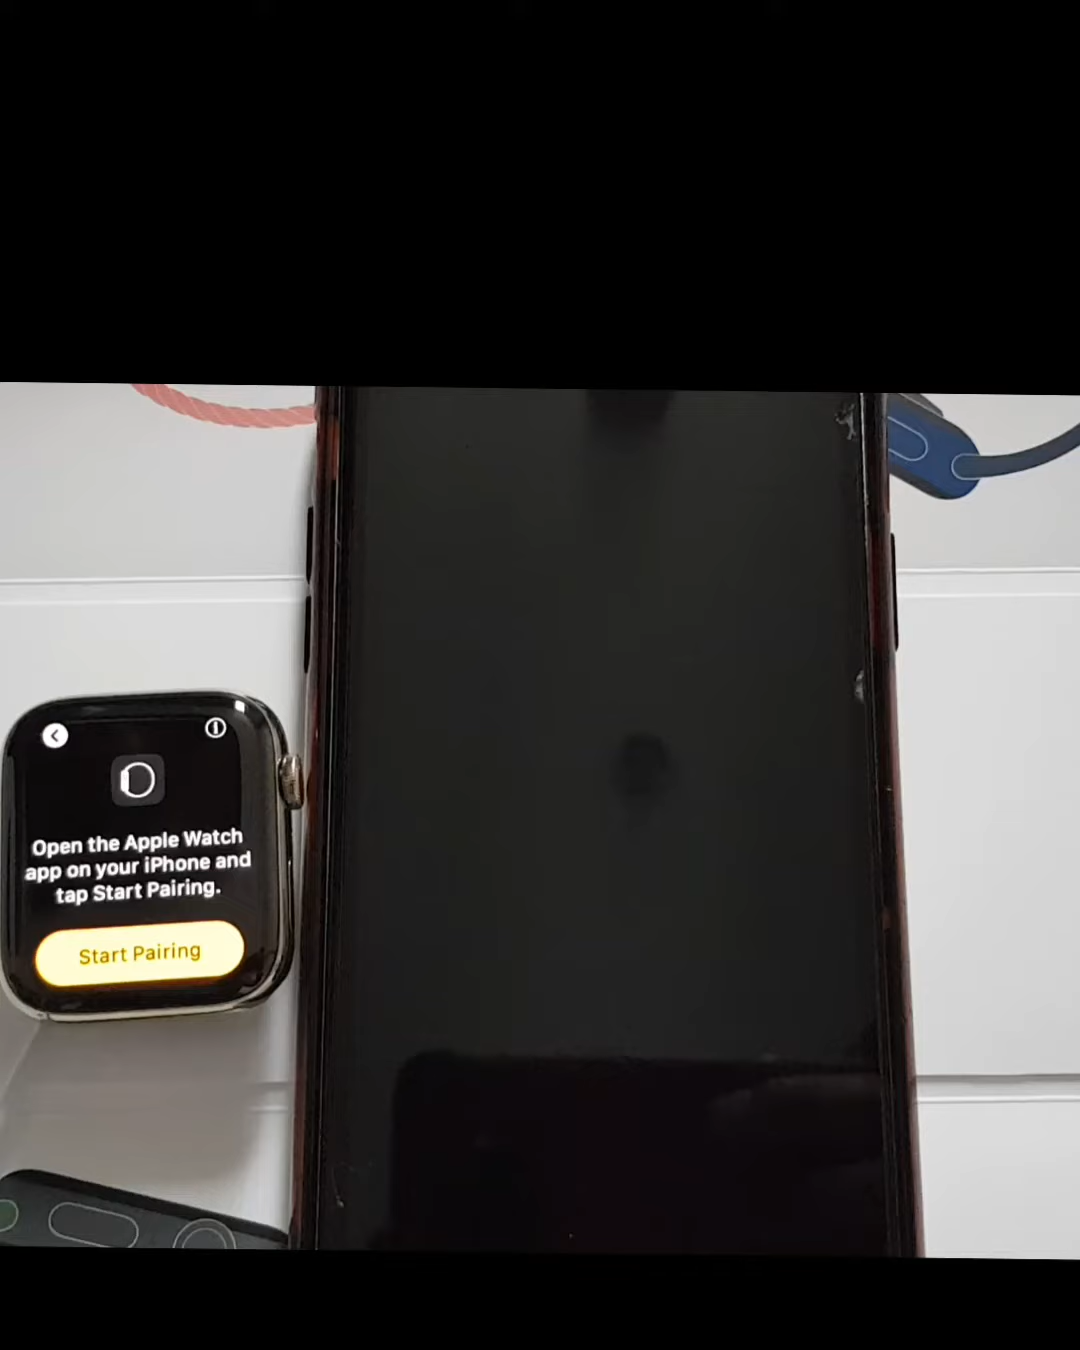 Open the Apple Watch
app on your iPhone and
tap Start Pairing.
Start Pairing